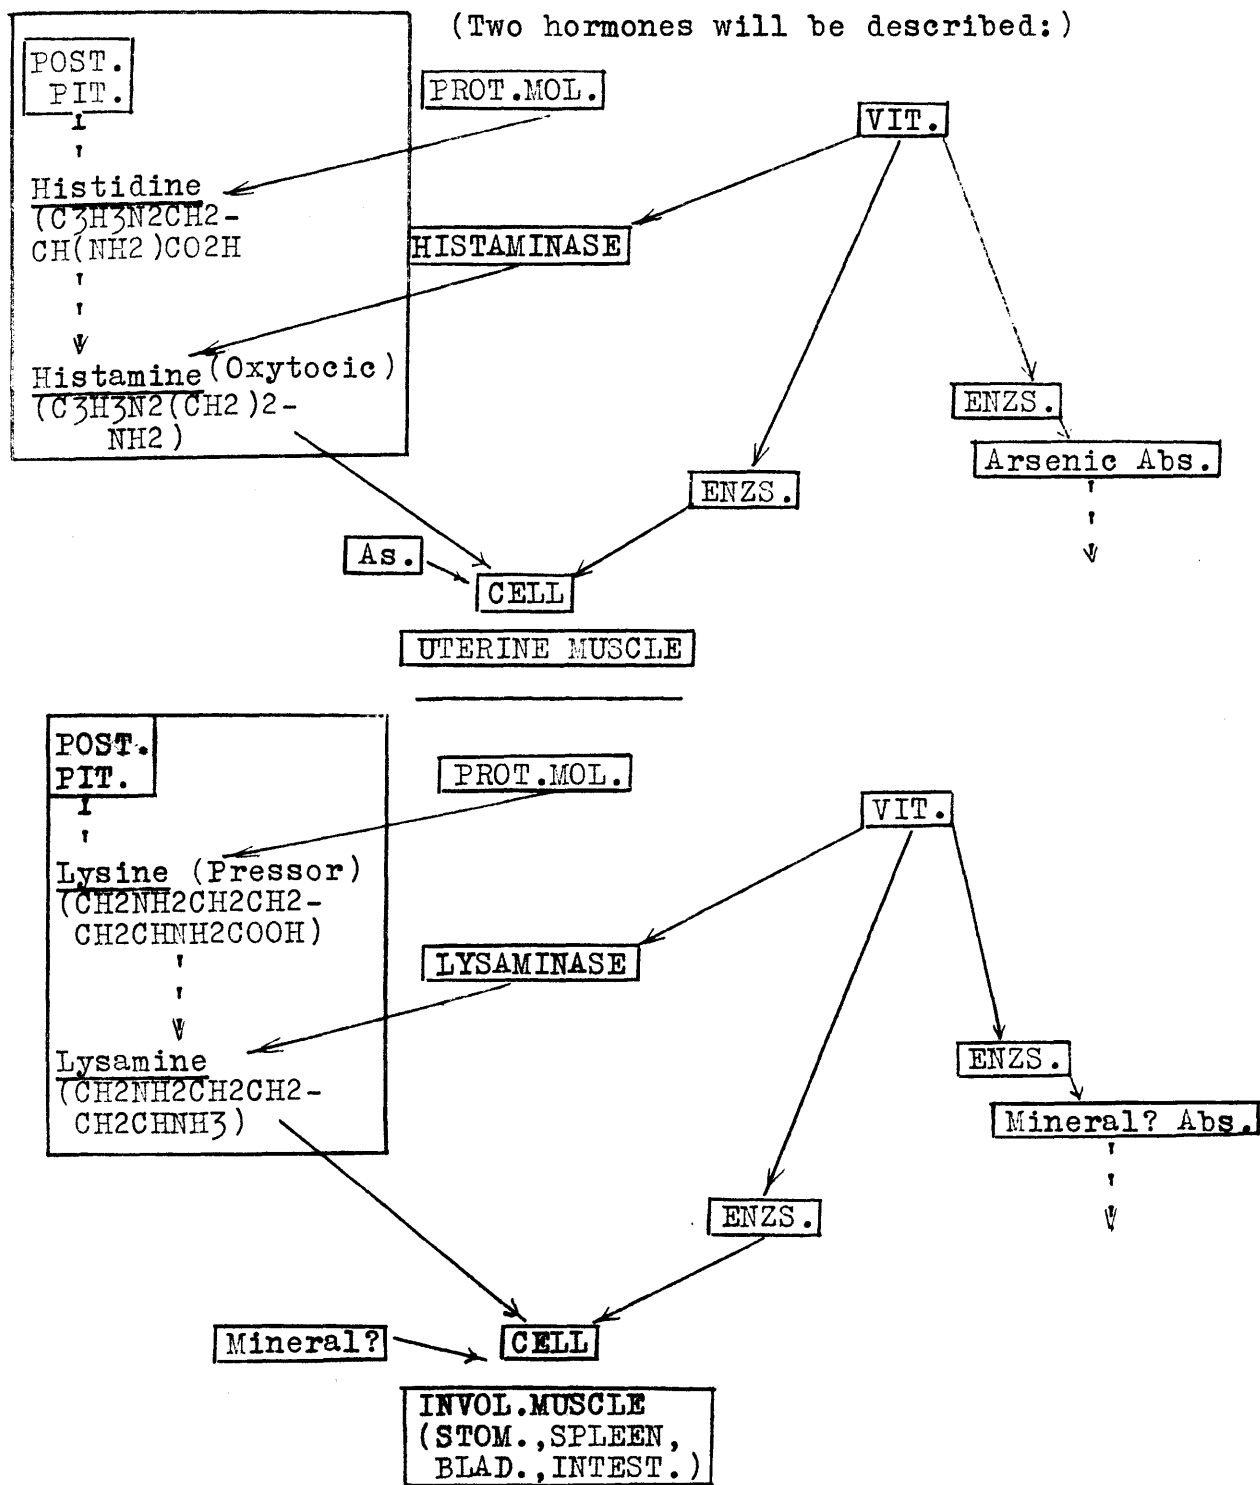 (Two hormones will be described:)
POST.
PIT.
PROT.MOL.
VIT.
Histidine
(C3H3N2CH2-
CH(NH2)CO2H
HISTAMINASE
Histamine (Oxytocic)
(C3H3N2(CH2)2-
NH2)
ENZS.
Arsenic Abs.
ENZS.
As.
CELL
UTERINE MUSCLE
POST.
PIT.
PROT.MOL.
VIT.
Lysine (Pressor)
(CH2NH2CH2CH2-
CH2CHNH2COOH)
LYSAMINASE
Lysamine
(CH2NH2CH2CH2-
CH2CHNH3)
ENZS.
Mineral? Abs.
ENZS.
Mineral?
CELL
INVOL.MUSCLE
(STOM.,SPLEEN,
BLAD.,INTEST.)